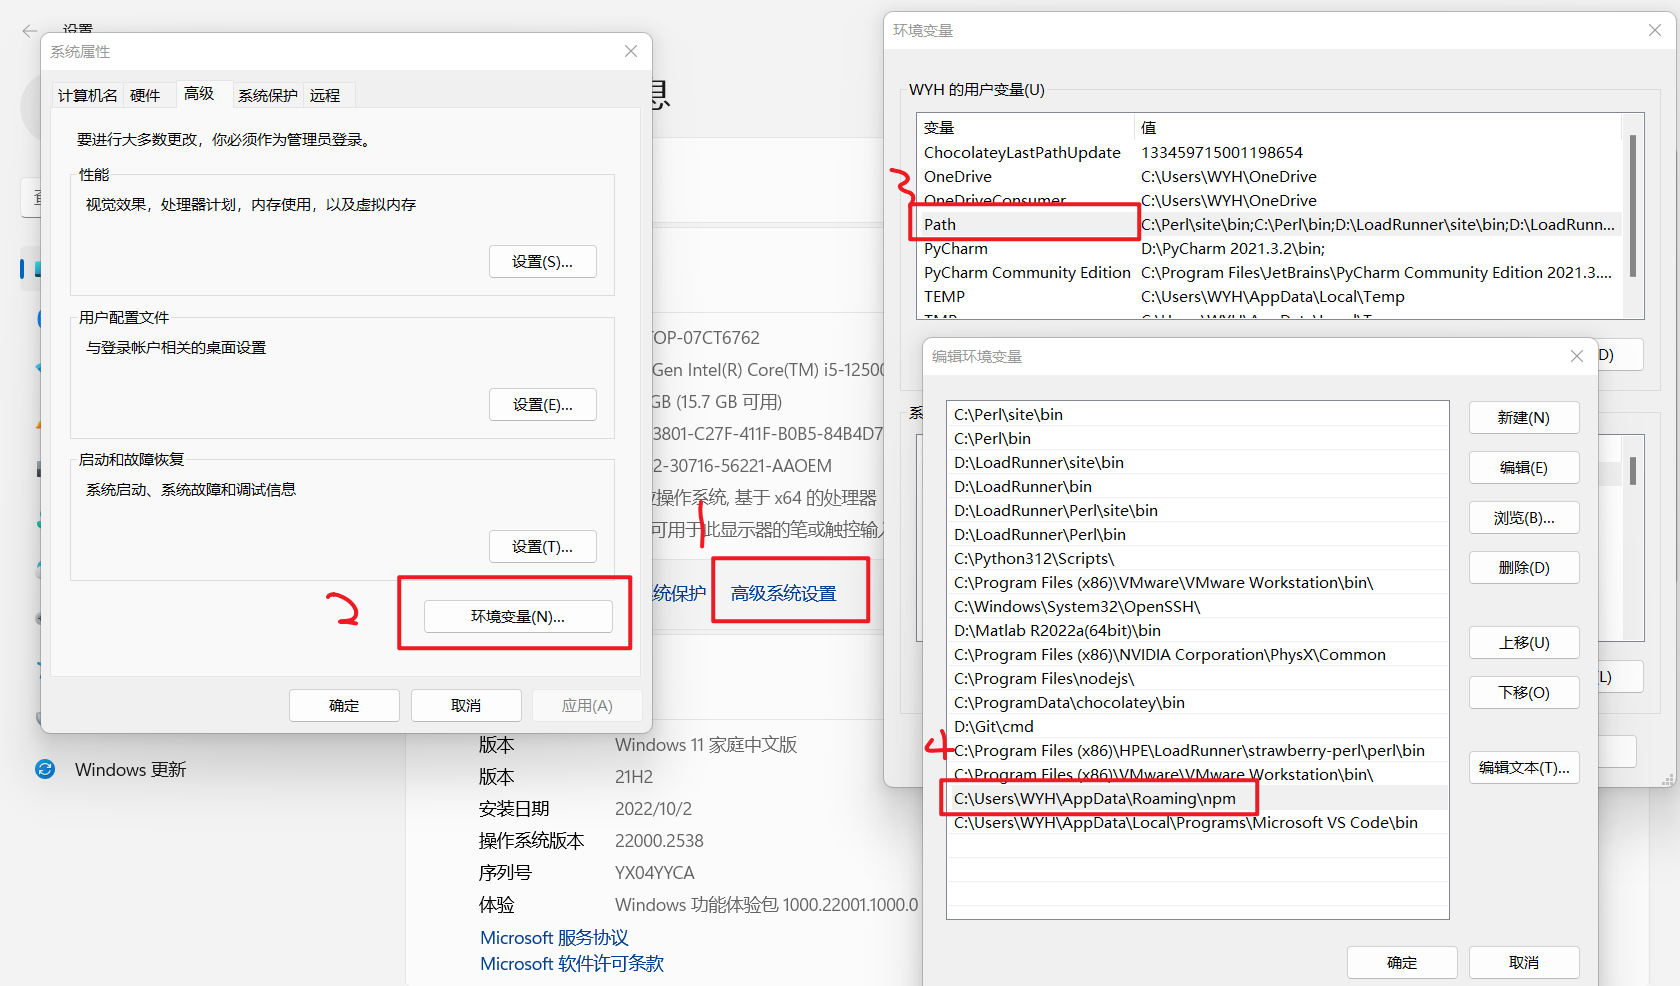 设置
系统属性
计算机名
硬件
高级
系统保护
远程
要进行大多数更改，你必须作为管理员登录。
性能
视觉效果，处理器计划，内存使用，以及虚拟内存
设置(S)...
用户配置文件
与登录帐户相关的桌面设置
设置(E)...
启动和故障恢复
系统启动、系统故障和调试信息
设置(T)...
2
环境变量(N)...
确定
取消
应用(A)
Windows 更新
息
OP-07CT6762
Gen Intel(R) Core(TM) i5-1250
GB (15.7 GB 可用)
3801-C27F-411F-B0B5-84B4D7
2-30716-56221-AAOEM
操作系统, 基于 x64 的处理器
可用于此显示器的笔或触控输
1
统保护
高级系统设置
版本
Windows 11 家庭中文版
版本
21H2
安装日期
2022/10/2
操作系统版本
22000.2538
序列号
YX04YYCA
体验
Windows 功能体验包 1000.22001.1000.0
Microsoft 服务协议
Microsoft 软件许可条款
环境变量
WYH 的用户变量(U)
变量
值
ChocolateyLastPathUpdate
133459715001198654
OneDrive
C:\Users\WYH\OneDrive
OneDriveConsumer
C:\Users\WYH\OneDrive
3
Path
C:\Perl\site\bin;C:\Perl\bin;D:\LoadRunner\site\bin;D:\LoadRunn...
PyCharm
D:\PyCharm 2021.3.2\bin;
PyCharm Community Edition
C:\Program Files\JetBrains\PyCharm Community Edition 2021.3....
TEMP
C:\Users\WYH\AppData\Local\Temp
D)
系
L)
编辑环境变量
C:\Perl\site\bin
C:\Perl\bin
D:\LoadRunner\site\bin
D:\LoadRunner\bin
D:\LoadRunner\Perl\site\bin
D:\LoadRunner\Perl\bin
C:\Python312\Scripts\
C:\Program Files (x86)\VMware\VMware Workstation\bin\
C:\Windows\System32\OpenSSH\
D:\Matlab R2022a(64bit)\bin
C:\Program Files (x86)\NVIDIA Corporation\PhysX\Common
C:\Program Files\nodejs\
C:\ProgramData\chocolatey\bin
D:\Git\cmd
4
C:\Program Files (x86)\HPE\LoadRunner\strawberry-perl\perl\bin
C:\Program Files (x86)\VMware\VMware Workstation\bin\
C:\Users\WYH\AppData\Roaming\npm
C:\Users\WYH\AppData\Local\Programs\Microsoft VS Code\bin
新建(N)
编辑(E)
浏览(B)...
删除(D)
上移(U)
下移(O)
编辑文本(T)...
确定
取消